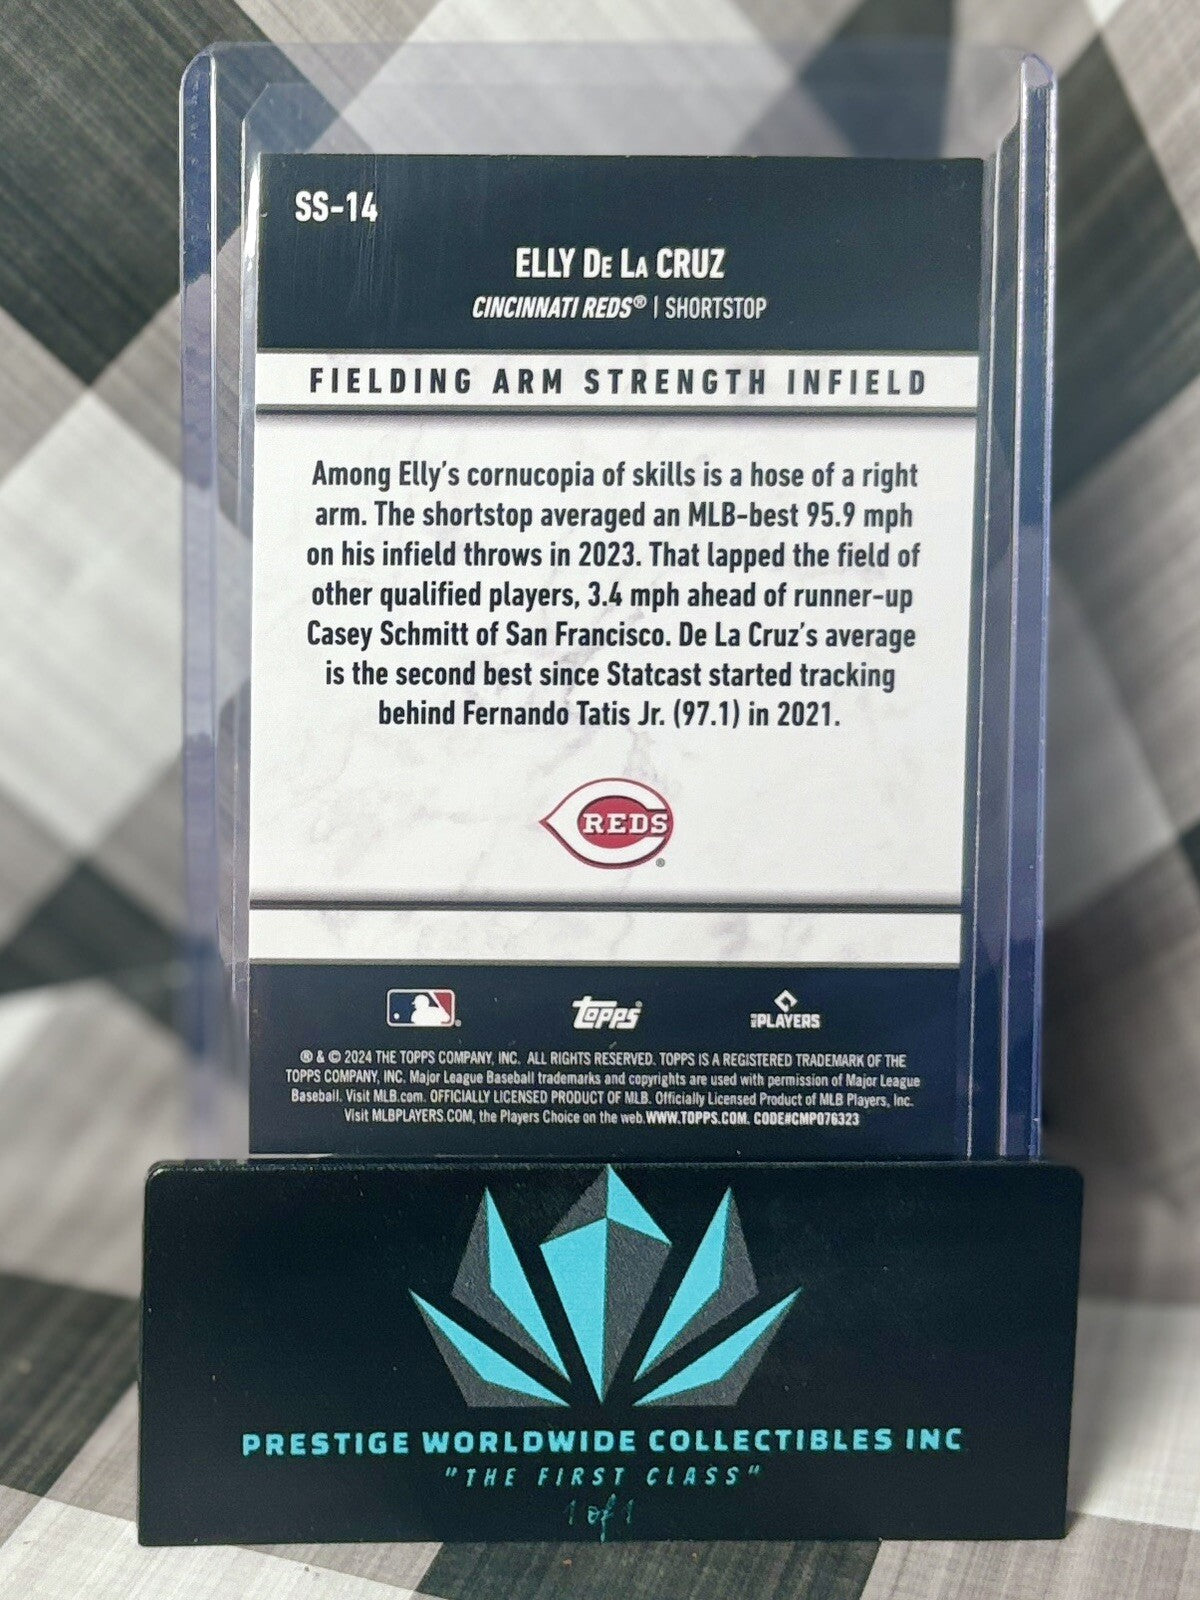 SS-14
ELLY DE LA CRUZ
CINCINNATI REDS® | SHORTSTOP
FIELDING ARM STRENGTH INFIELD
Among Elly's cornucopia of skills is a hose of a right
arm. The shortstop averaged an MLB-best 95.9 mph
on his infield throws in 2023. That lapped the field of
other qualified players, 3.4 mph ahead of runner-up
Casey Schmitt of San Francisco. De La Cruz's average
is the second best since Statcast started tracking
behind Fernando Tatis Jr. (97.1) in 2021.
REDS®
TOPPS® PLAYERS
® & © 2024 THE TOPPS COMPANY, INC. ALL RIGHTS RESERVED. TOPPS IS A REGISTERED TRADEMARK OF THE
TOPPS COMPANY, INC. Major League Baseball trademarks and copyrights are used with permission of Major League
Baseball. Visit MLB.com. OFFICIALLY LICENSED PRODUCT OF MLB. Officially Licensed Product of MLB Players, Inc.
Visit MLBPLAYERS.COM, the Players Choice on the web. WWW.TOPPS.COM. CODE#CMP076323
PRESTIGE WORLDWIDE COLLECTIBLES INC
"THE FIRST CLASS"
1 of 1